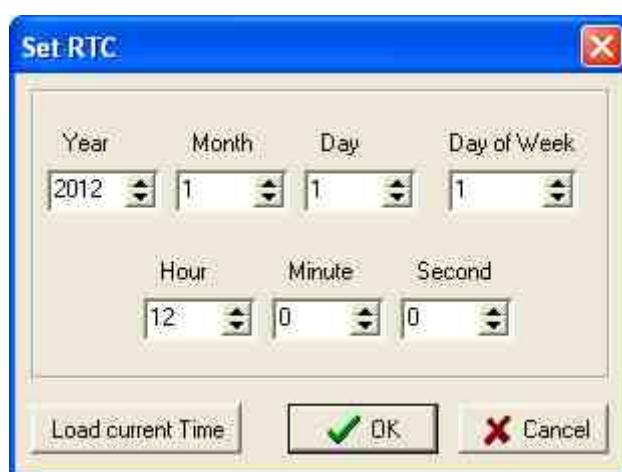 Set RTC
Year Month Day Day of Week
2012 1 1 1
Hour Minute Second
12 0 0
Load current Time OK Cancel